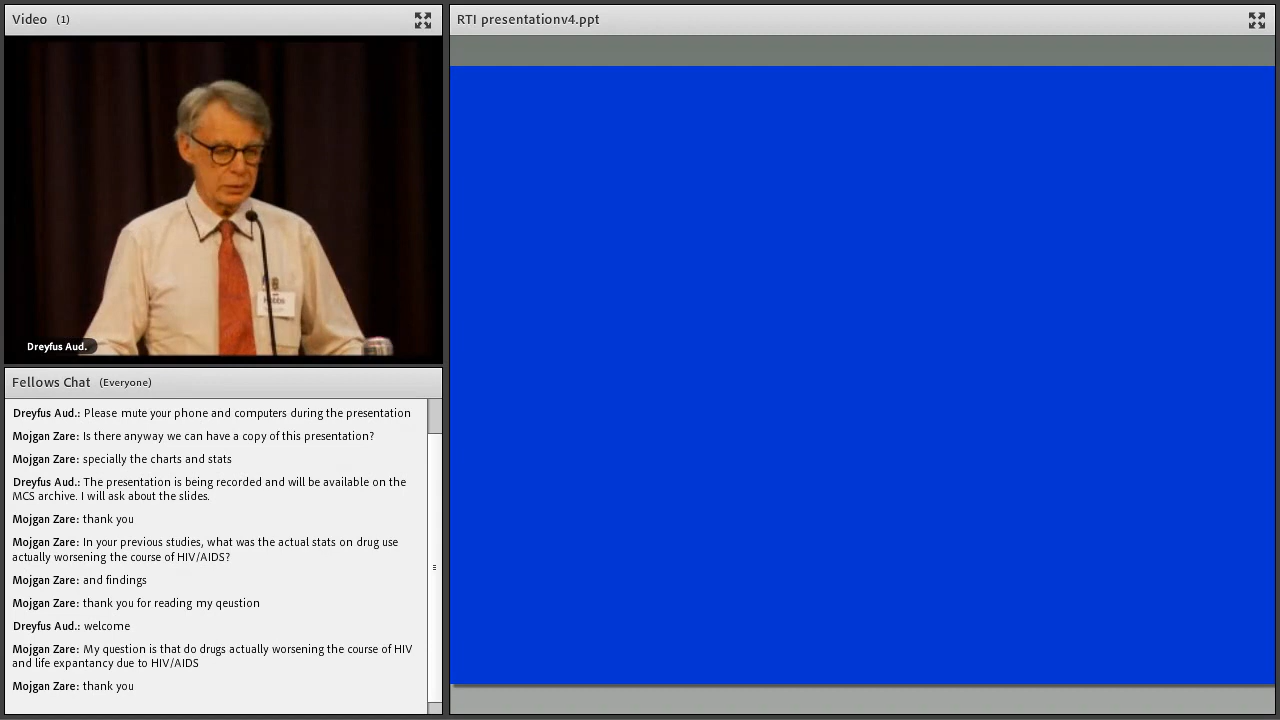 Video (1)
RTI presentationv4.ppt
Hobbs
Dreyfus Aud.
Fellows Chat (Everyone)
Dreyfus Aud.: Please mute your phone and computers during the presentation
Mojgan Zare: Is there anyway we can have a copy of this presentation?
Mojgan Zare: specially the charts and stats
Dreyfus Aud.: The presentation is being recorded and will be available on the
MCS archive. I will ask about the slides.
Mojgan Zare: thank you
Mojgan Zare: In your previous studies, what was the actual stats on drug use
actually worsening the course of HIV/AIDS?
Mojgan Zare: and findings
Mojgan Zare: thank you for reading my qeustion
Dreyfus Aud.: welcome
Mojgan Zare: My question is that do drugs actually worsening the course of HIV
and life expantancy due to HIV/AIDS
Mojgan Zare: thank you